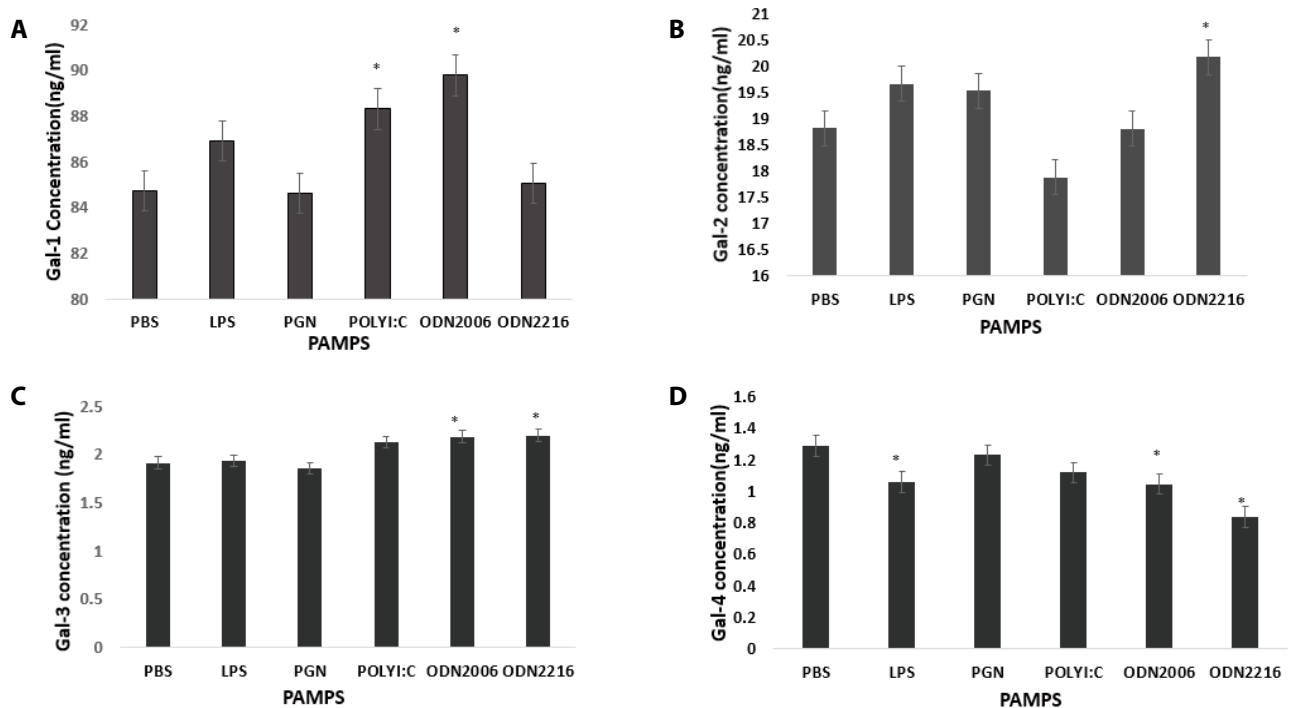 A
Gal-1 Concentration(ng/ml)
92
90
88
86
84
82
80
*
*
PBS LPS PGN POLYI:C ODN2006 ODN2216
PAMPS
B
Gal-2 concentration(ng/ml)
21
20.5
20
19.5
19
18.5
18
17.5
17
16.5
16
*
PBS LPS PGN POLYI:C ODN2006 ODN2216
PAMPS
C
Gal-3 concentration (ng/ml)
2.5
2
1.5
1
0.5
0
*
*
PBS LPS PGN POLYI:C ODN2006 ODN2216
PAMPS
D
Gal-4 concentration(ng/ml)
1.6
1.4
1.2
1
0.8
0.6
0.4
0.2
0
*
*
*
PBS LPS PGN POLYI:C ODN2006 ODN2216
PAMPS